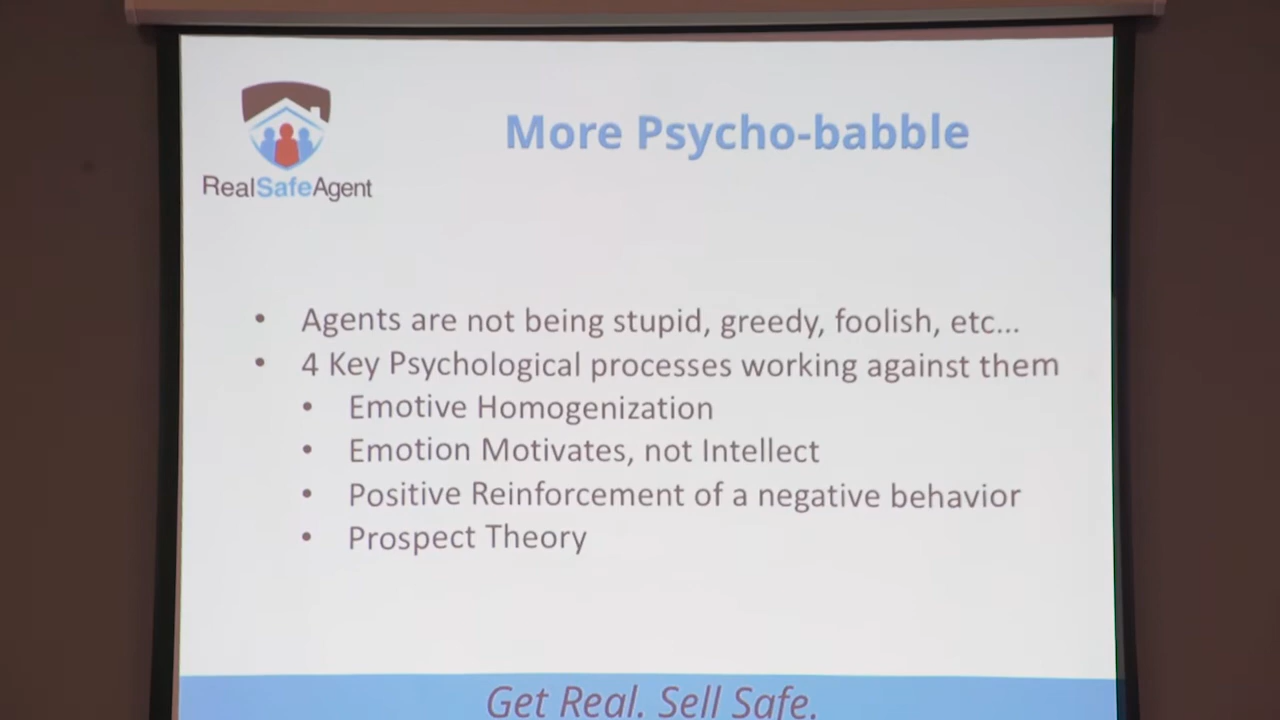 More Psycho-babble
RealSafeAgent
• Agents are not being stupid, greedy, foolish, etc...
• 4 Key Psychological processes working against them
• Emotive Homogenization
• Emotion Motivates, not Intellect
• Positive Reinforcement of a negative behavior
• Prospect Theory
Get Real. Sell Safe.